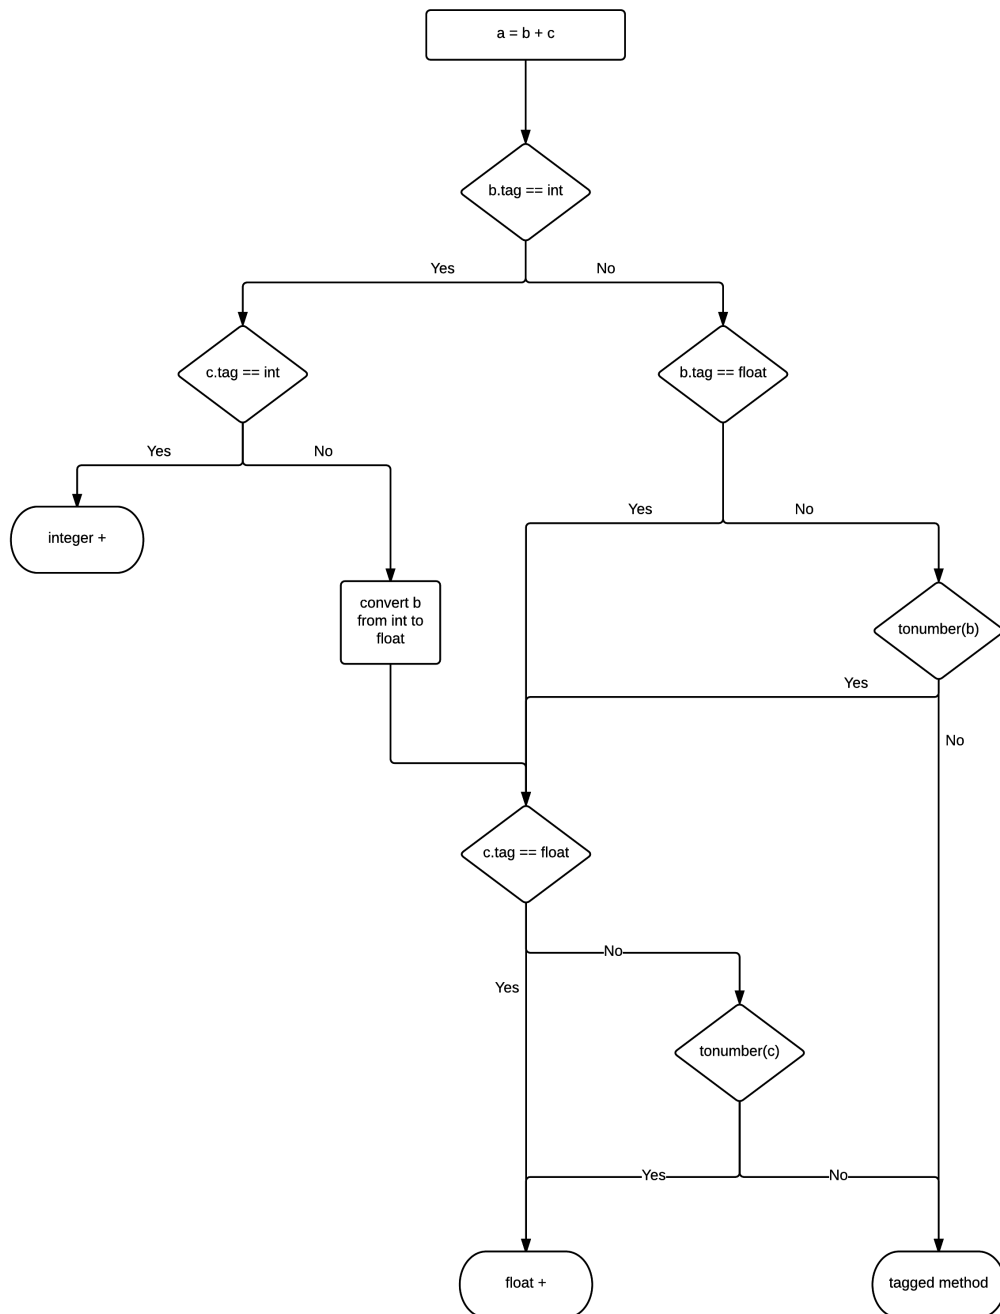 a = b + c
b.tag == int
Yes
No
c.tag == int
b.tag == float
Yes
No
Yes
No
integer +
convert b
from int to
float
tonumber(b)
Yes
No
c.tag == float
No
Yes
tonumber(c)
Yes
No
float +
tagged method